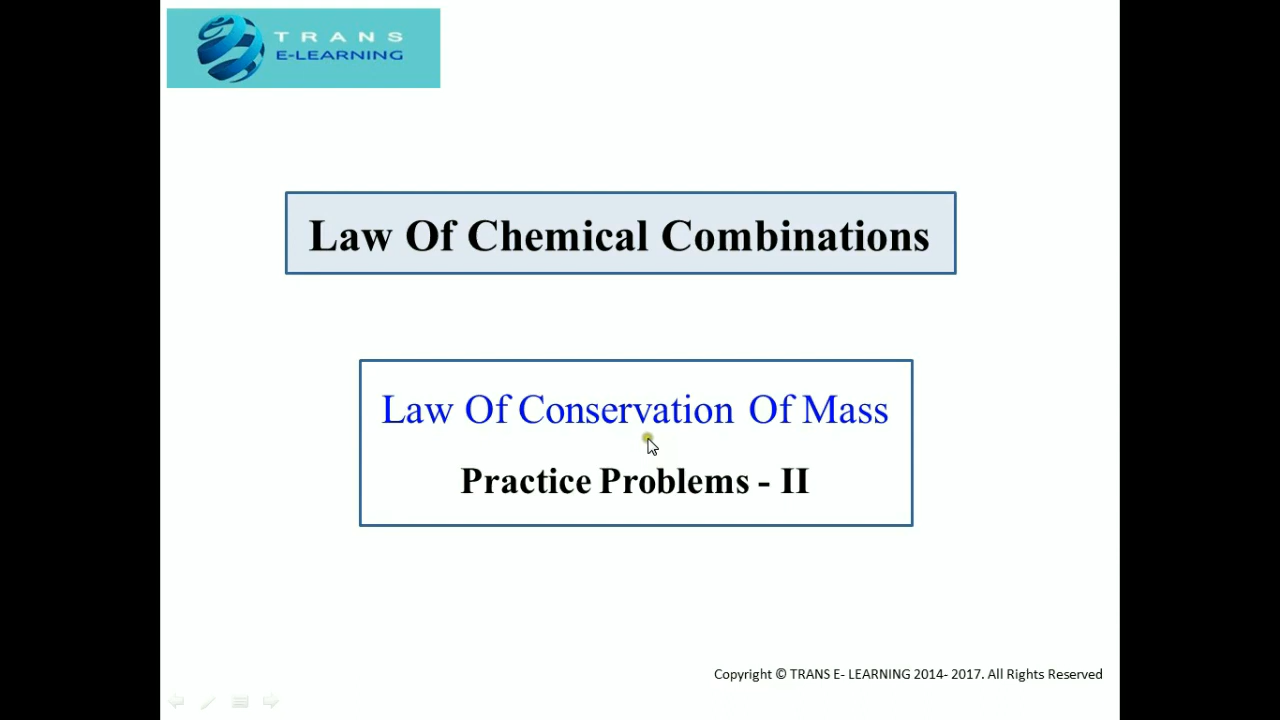 TRANS
E-LEARNING
Law Of Chemical Combinations
Law Of Conservation Of Mass
Practice Problems - II
Copyright © TRANS E- LEARNING 2014- 2017. All Rights Reserved